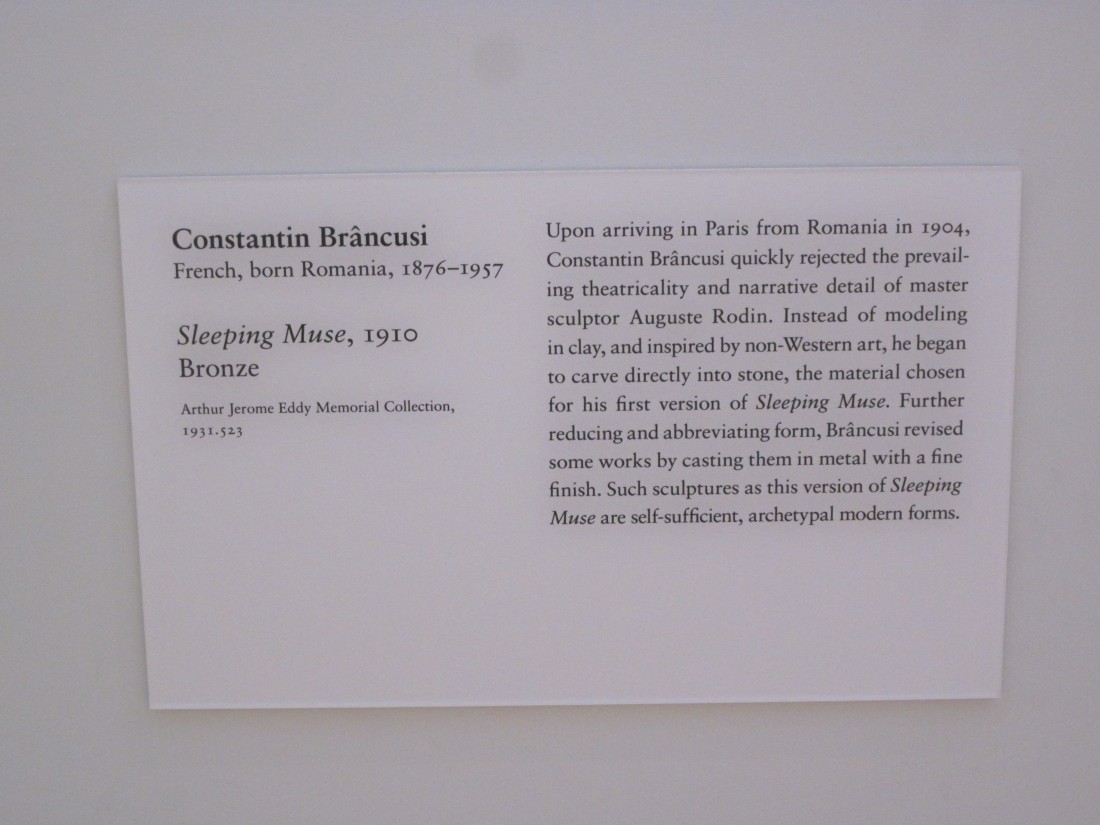 Constantin Brâncusi
French, born Romania, 1876–1957
Sleeping Muse, 1910
Bronze
Arthur Jerome Eddy Memorial Collection,
1931.523
Upon arriving in Paris from Romania in 1904,
Constantin Brâncusi quickly rejected the prevail-
ing theatricality and narrative detail of master
sculptor Auguste Rodin. Instead of modeling
in clay, and inspired by non-Western art, he began
to carve directly into stone, the material chosen
for his first version of Sleeping Muse. Further
reducing and abbreviating form, Brâncusi revised
some works by casting them in metal with a fine
finish. Such sculptures as this version of Sleeping
Muse are self-sufficient, archetypal modern forms.